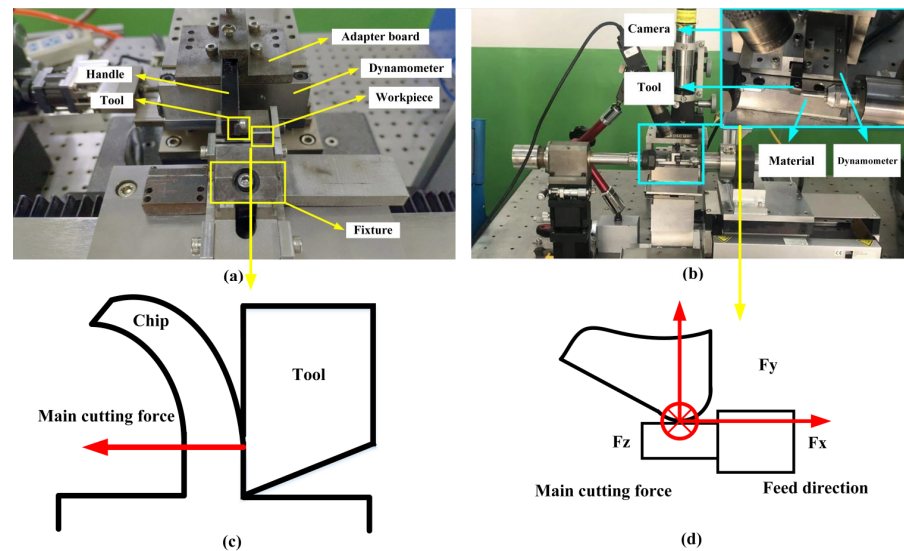 Adapter board
Handle
Dynamometer
Tool
Workpiece
Fixture
(a)
Camera
Tool
Material
Dynamometer
(b)
Chip
Tool
Main cutting force
(c)
Fy
Fz
Fx
Main cutting force
Feed direction
(d)